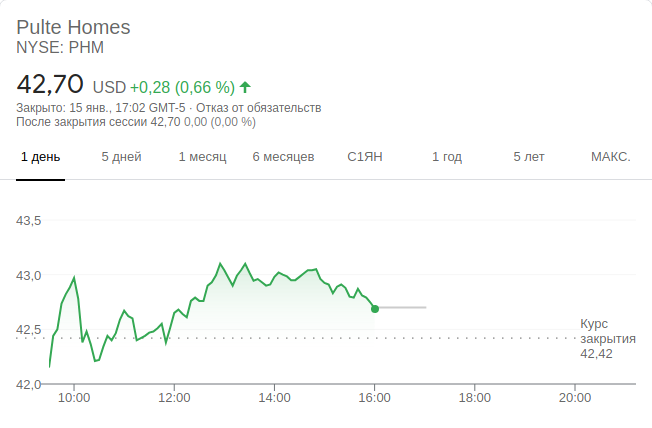 Pulte Homes
NYSE: PHM
42,70 USD +0,28 (0,66 %)
Закрыто: 15 янв., 17:02 GMT-5 · Отказ от обязательств
После закрытия сессии 42,70 0,00 (0,00 %)
1 день 5 дней 1 месяц 6 месяцев С1ЯН 1 год 5 лет МАКС.
43,5
43,0
42,5
Курс
закрытия
42,42
42,0
10:00 12:00 14:00 16:00 18:00 20:00